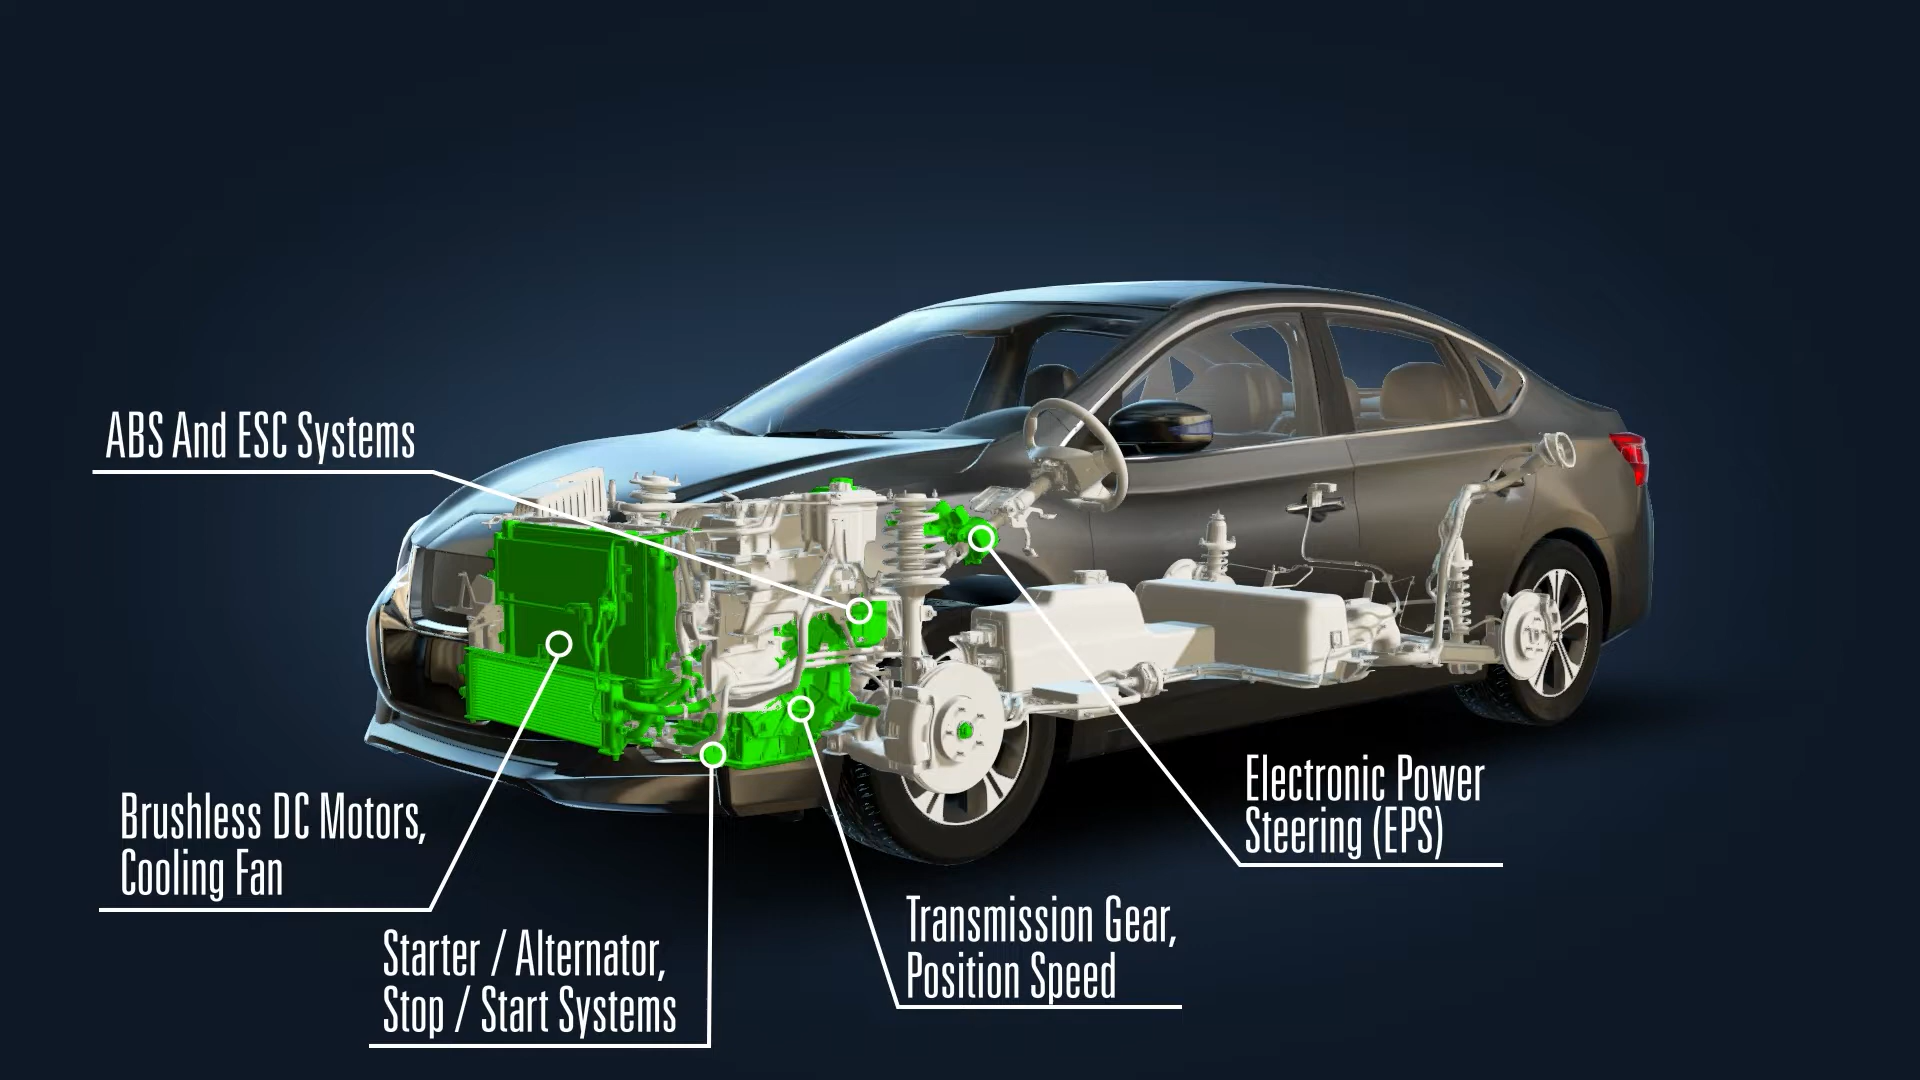 ABS And ESC Systems
Brushless DC Motors,
Cooling Fan
Starter / Alternator,
Stop / Start Systems
Transmission Gear,
Position Speed
Electronic Power
Steering (EPS)